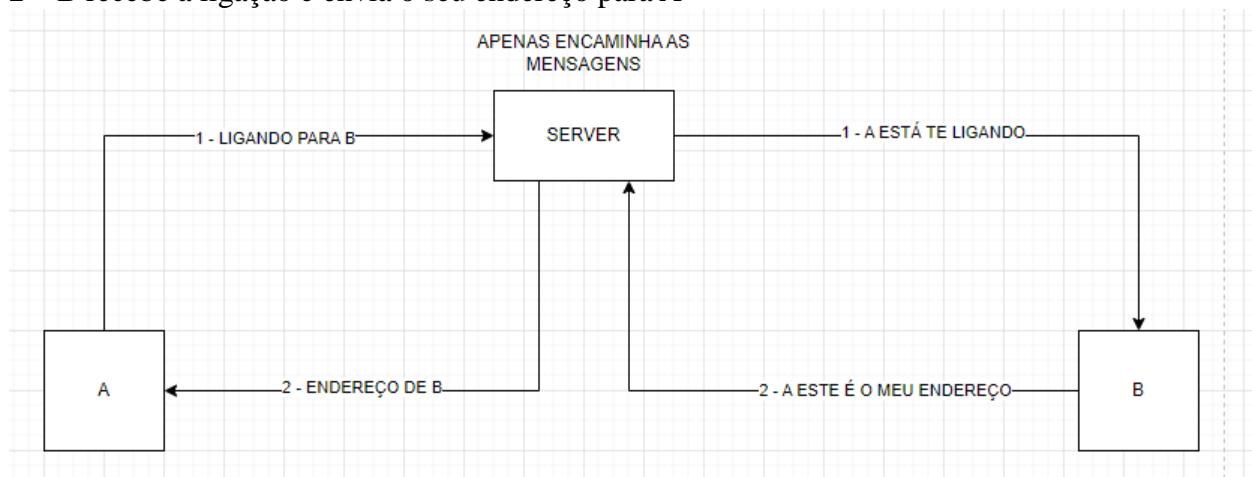 2 – B recebe a ligação e envia o seu endereço para A
APENAS ENCAMINHA AS
MENSAGENS
SERVER
1 - LIGANDO PARA B
1 - A ESTÁ TE LIGANDO
A
2 - ENDEREÇO DE B
2 - A ESTE É O MEU ENDEREÇO
B